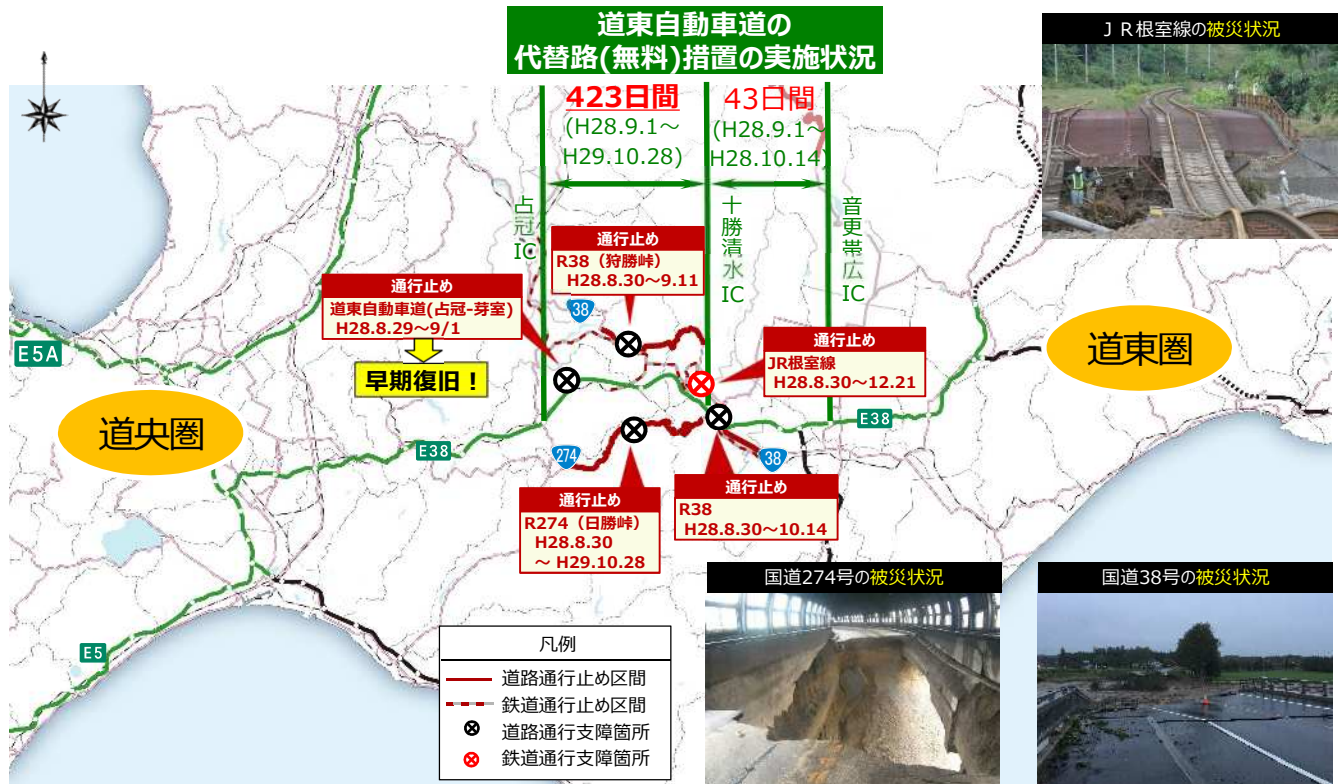 道東自動車道の
代替路(無料)措置の実施状況
423日間
(H28.9.1～
H29.10.28)
43日間
(H28.9.1～
H28.10.14)
占冠IC
十勝清水IC
音更帯広IC
JR根室線の被災状況
通行止め
R38（狩勝峠）
H28.8.30～9.11
通行止め
道東自動車道(占冠-芽室)
H28.8.29～9/1
早期復旧！
38
通行止め
JR根室線
H28.8.30～12.21
E5A
道央圏
道東圏
E38
E38
274
38
通行止め
R274（日勝峠）
H28.8.30
～ H29.10.28
通行止め
R38
H28.8.30～10.14
E5
凡例
道路通行止め区間
鉄道通行止め区間
道路通行支障箇所
鉄道通行支障箇所
国道274号の被災状況
国道38号の被災状況